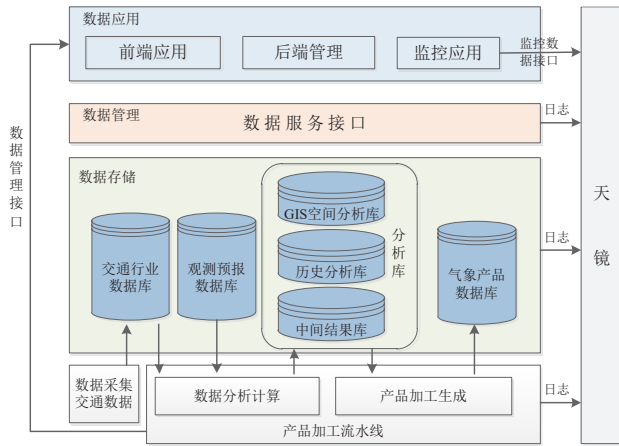 数据应用
前端应用
后端管理
监控应用
监控数
据接口
数据管理
数据服务接口
日志
数据管理接口
数据存储
GIS空间分析库
历史分析库
中间结果库
分析库
交通行业
数据库
观测预报
数据库
气象产品
数据库
日志
天镜
数据采集
交通数据
数据分析计算
产品加工生成
日志
产品加工流水线